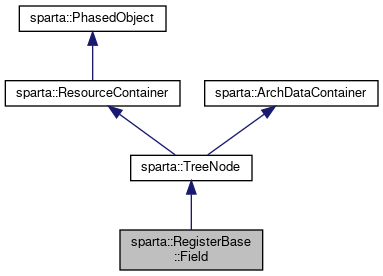 sparta::PhasedObject
sparta::ResourceContainer
sparta::ArchDataContainer
sparta::TreeNode
sparta::RegisterBase
::Field